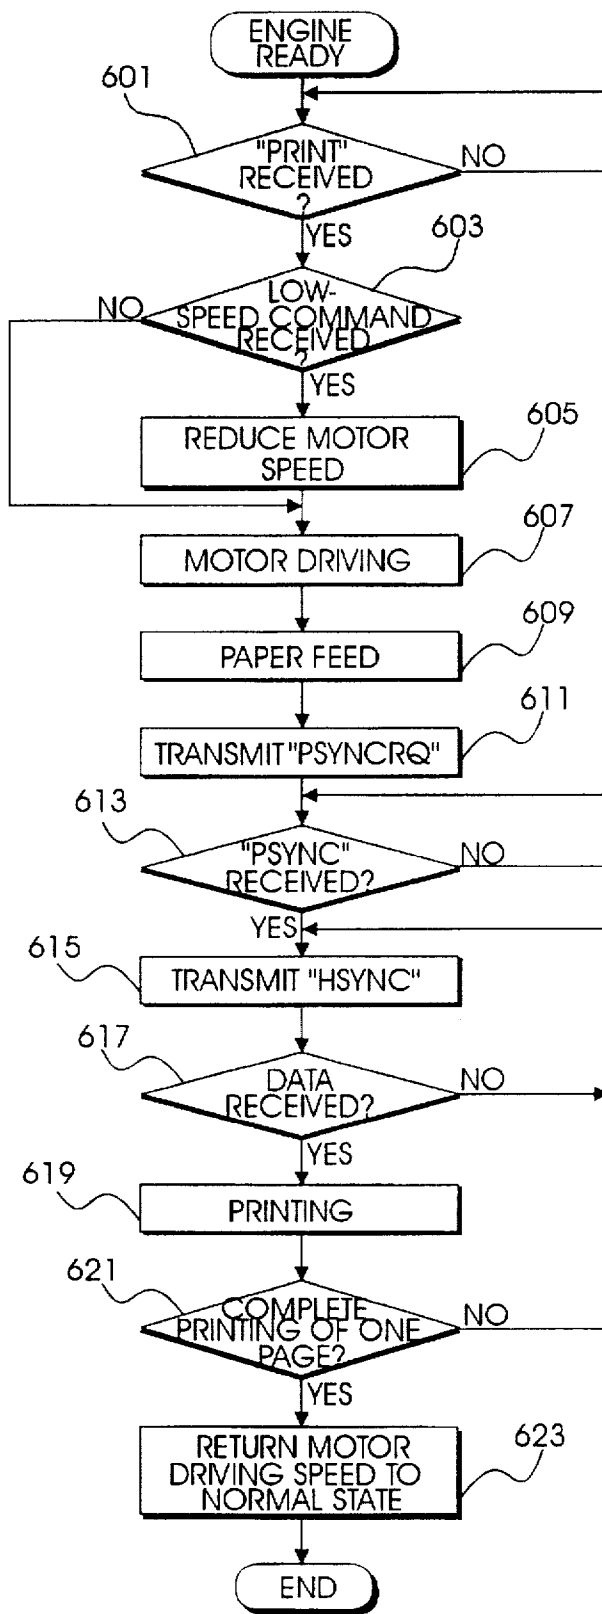 ENGINE
READY
601
"PRINT"
RECEIVED
?
NO
YES
603
LOW-
SPEED COMMAND
RECEIVED
?
NO
YES
605
REDUCE MOTOR
SPEED
607
MOTOR DRIVING
609
PAPER FEED
611
TRANSMIT "PSYNCRQ"
613
"PSYNC"
RECEIVED?
NO
YES
615
TRANSMIT "HSYNC"
617
DATA
RECEIVED?
NO
YES
619
PRINTING
621
COMPLETE
PRINTING OF ONE
PAGE?
NO
YES
623
RETURN MOTOR
DRIVING SPEED TO
NORMAL STATE
END